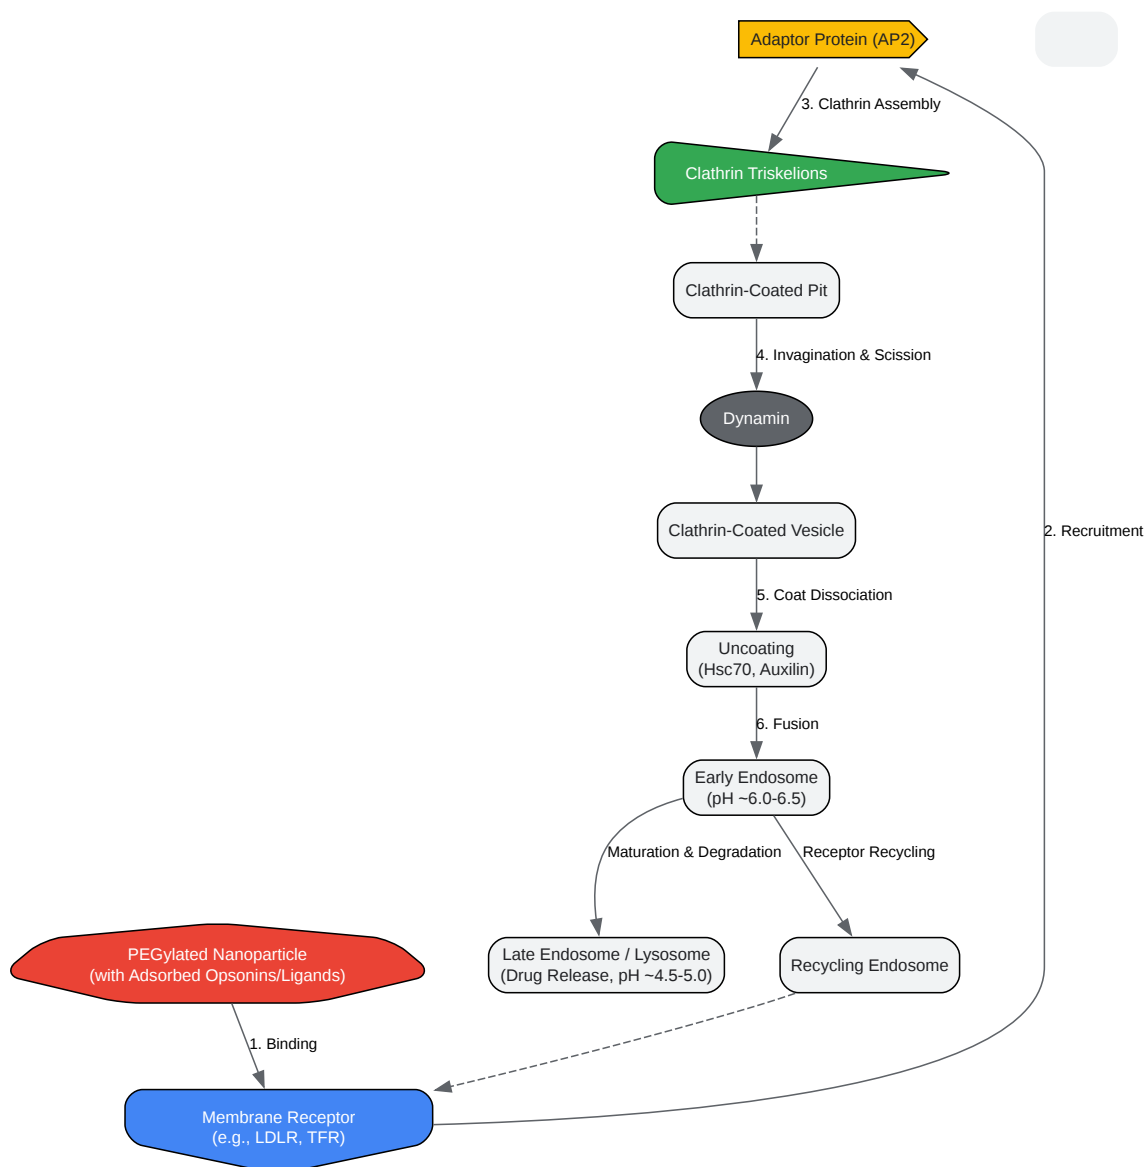 Adaptor Protein (AP2)
3. Clathrin Assembly
Clathrin Triskelions
Clathrin-Coated Pit
4. Invagination & Scission
Dynamin
Clathrin-Coated Vesicle
2. Recruitment
5. Coat Dissociation
Uncoating
(Hsc70, Auxilin)
6. Fusion
Early Endosome
(pH ~6.0-6.5)
Maturation & Degradation
Receptor Recycling
PEGylated Nanoparticle
(with Adsorbed Opsonins/Ligands)
Late Endosome / Lysosome
(Drug Release, pH ~4.5-5.0)
Recycling Endosome
1. Binding
Membrane Receptor
(e.g., LDLR, TFR)